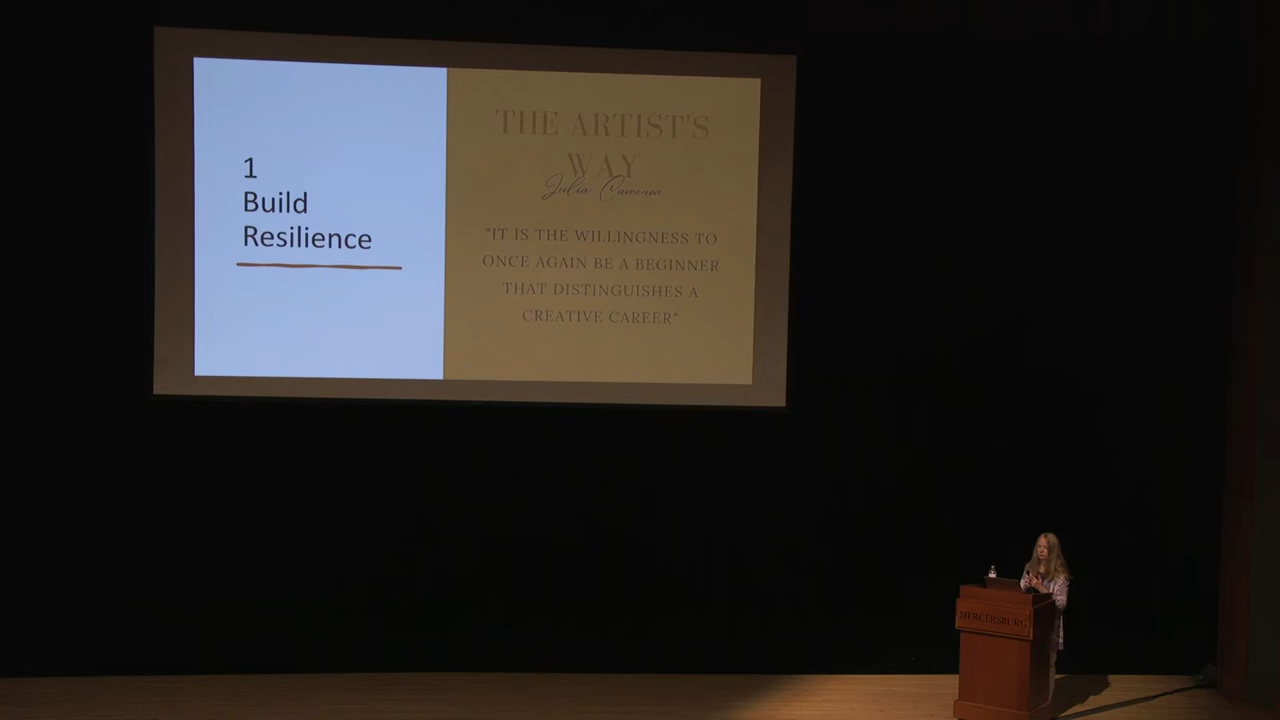 1
Build
Resilience
THE ARTIST'S
WAY
Julia Cameron
"IT IS THE WILLINGNESS TO
ONCE AGAIN BE A BEGINNER
THAT DISTINGUISHES A
CREATIVE CAREER"
MERCERSBURG